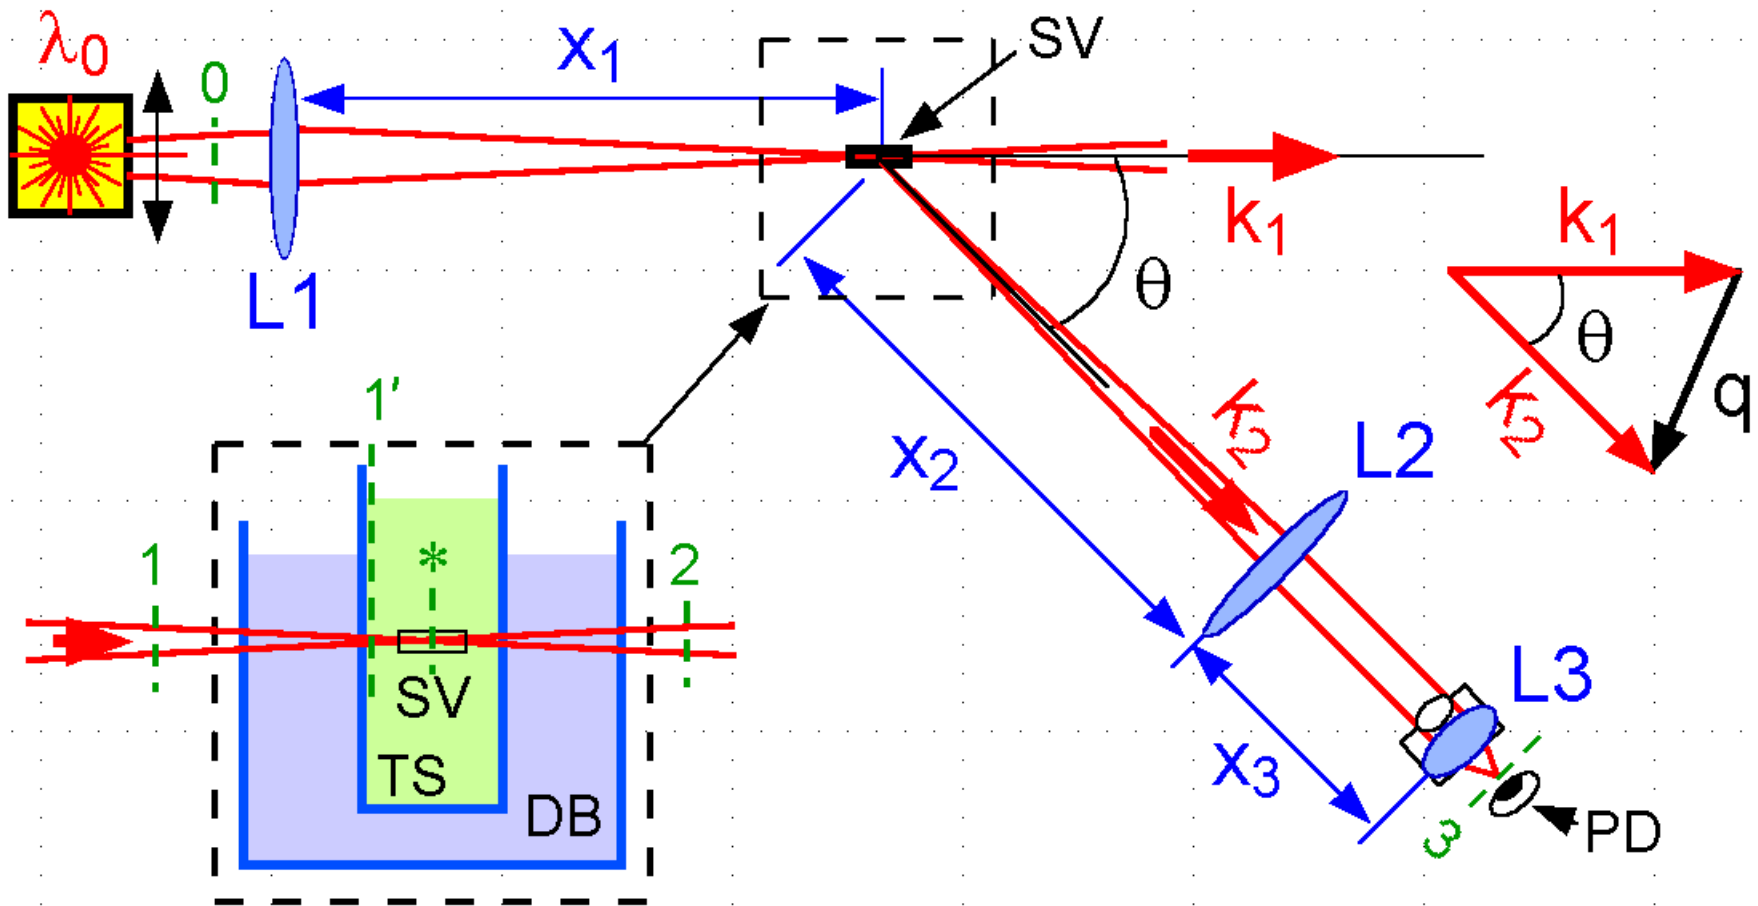 λ0
0
x1
SV
L1
k1
θ
k1
θ
k2
q
k2
x2
L2
1'
1
*
2
SV
TS
DB
L3
x3
3
PD